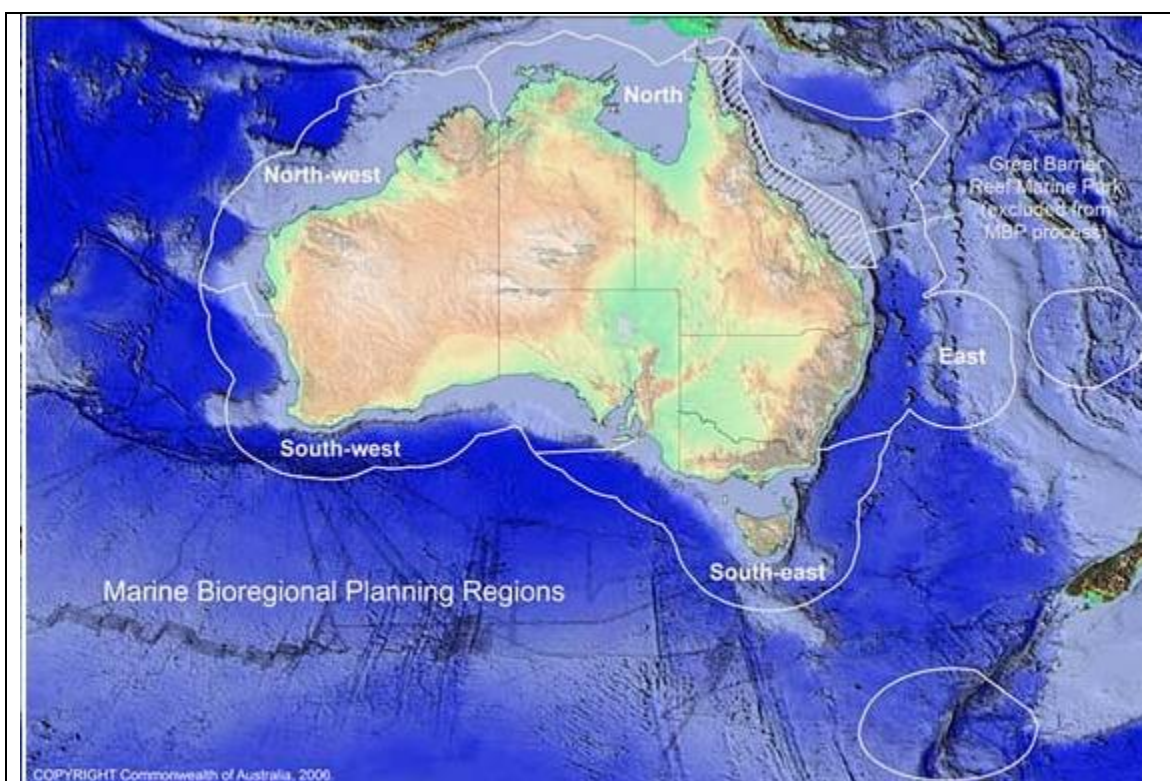 North
North-west
Great Barrier
Reef Marine Park
(excluded from
MBP process)
East
South-west
South-east
Marine Bioregional Planning Regions
COPYRIGHT Commonwealth of Australia, 2006